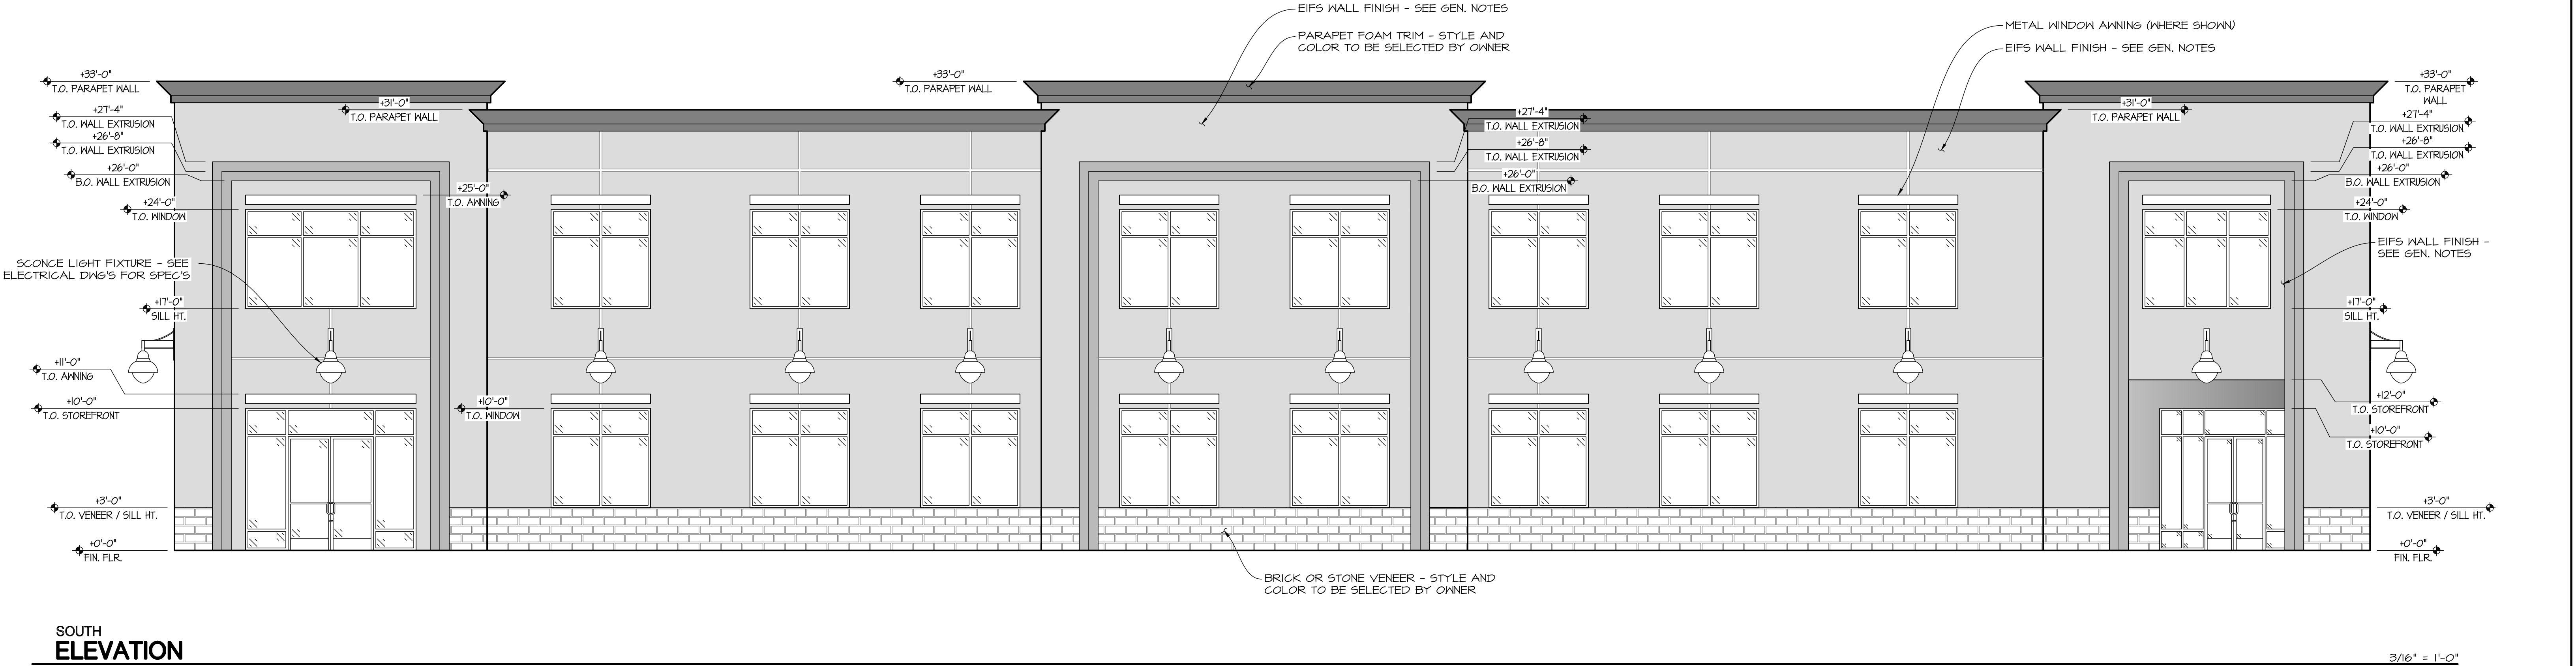 EIFS WALL FINISH - SEE GEN. NOTES
PARAPET FOAM TRIM - STYLE AND
COLOR TO BE SELECTED BY OWNER
METAL WINDOW AWNING (WHERE SHOWN)
EIFS WALL FINISH - SEE GEN. NOTES
+33'-0"
T.O. PARAPET WALL
+27'-4"
T.O. WALL EXTRUSION
+26'-8"
T.O. WALL EXTRUSION
+26'-0"
B.O. WALL EXTRUSION
+24'-0"
T.O. WINDOW
SCONCE LIGHT FIXTURE - SEE
ELECTRICAL DWG'S FOR SPEC'S
+17'-0"
SILL HT.
+11'-0"
T.O. AWNING
+10'-0"
T.O. STOREFRONT
+3'-0"
T.O. VENEER / SILL HT.
+0'-0"
FIN. FLR.
+31'-0"
T.O. PARAPET WALL
+25'-0"
T.O. AWNING
+10'-0"
T.O. WINDOW
+33'-0"
T.O. PARAPET WALL
+27'-4"
T.O. WALL EXTRUSION
+26'-8"
T.O. WALL EXTRUSION
+26'-0"
B.O. WALL EXTRUSION
+31'-0"
T.O. PARAPET WALL
+33'-0"
T.O. PARAPET
WALL
+27'-4"
T.O. WALL EXTRUSION
+26'-8"
T.O. WALL EXTRUSION
+26'-0"
B.O. WALL EXTRUSION
+24'-0"
T.O. WINDOW
EIFS WALL FINISH -
SEE GEN. NOTES
+17'-0"
SILL HT.
+12'-0"
T.O. STOREFRONT
+10'-0"
T.O. STOREFRONT
+3'-0"
T.O. VENEER / SILL HT.
+0'-0"
FIN. FLR.
BRICK OR STONE VENEER - STYLE AND
COLOR TO BE SELECTED BY OWNER
SOUTH
ELEVATION
3/16" = 1'-0"